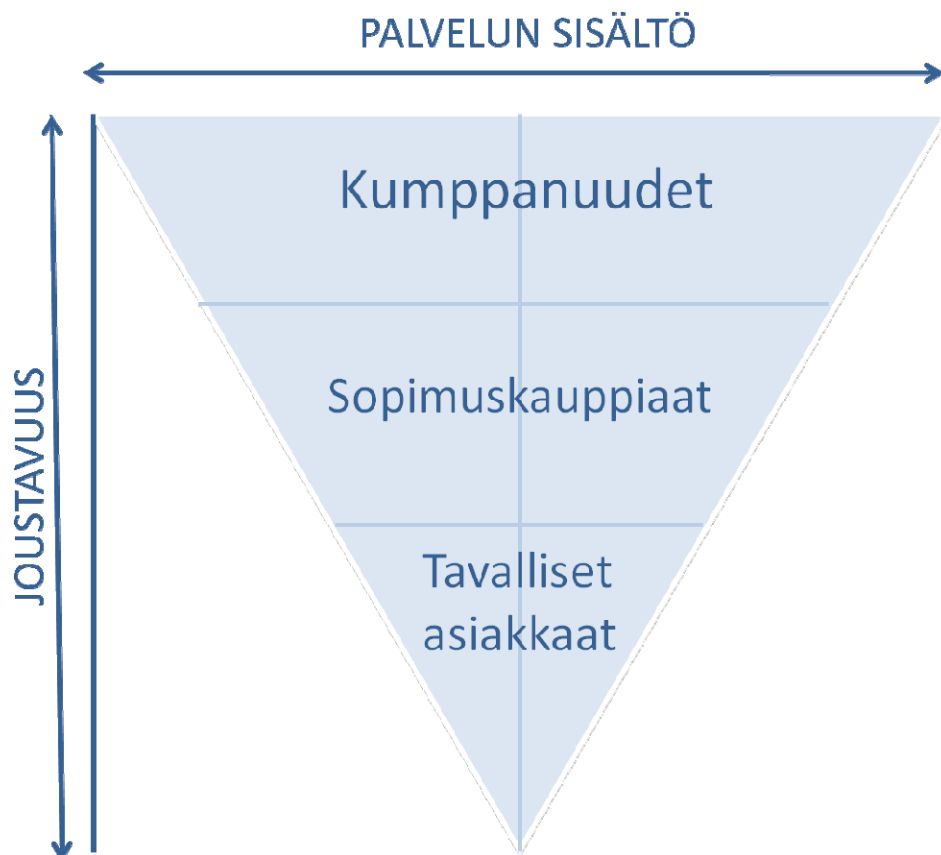 PALVELUN SISÄLTÖ
JOUSTAVUUS
Kumppanuudet
Sopimuskauppiaat
Tavalliset
asiakkaat